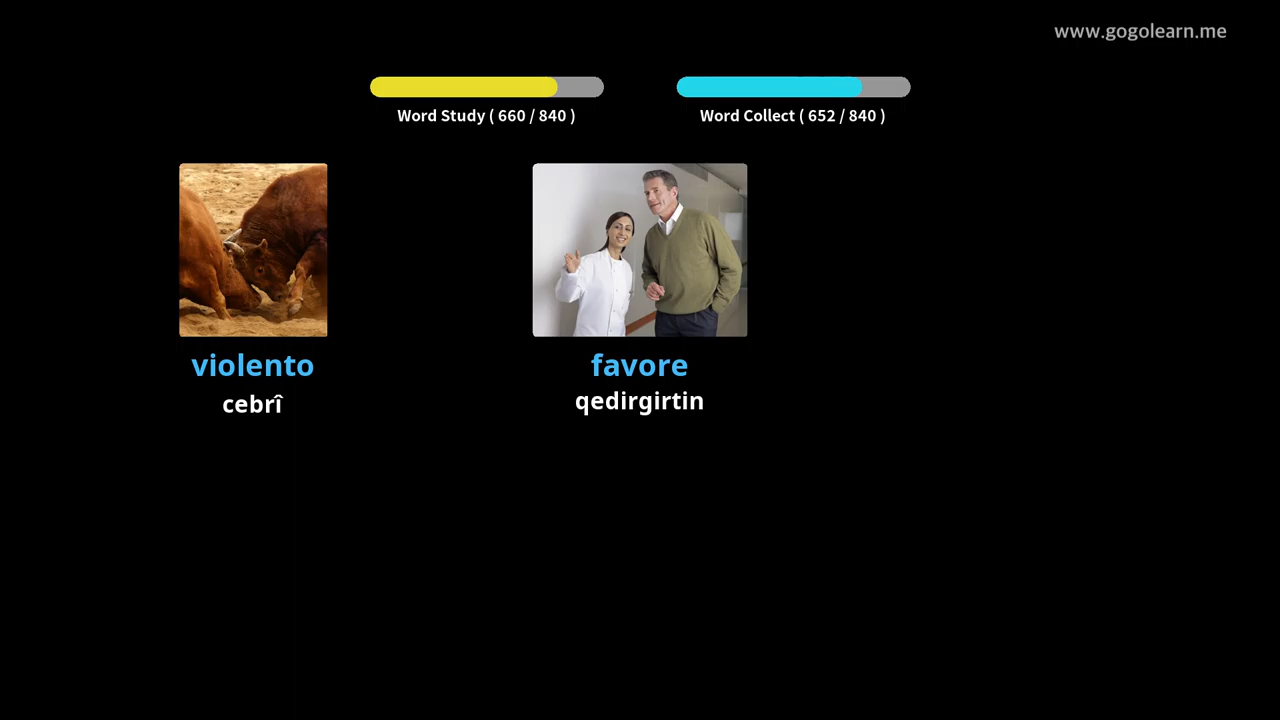 www.gogolearn.me
Word Study ( 660 / 840 )
Word Collect ( 652 / 840 )
violento
cebrî
favore
qedirgirtin